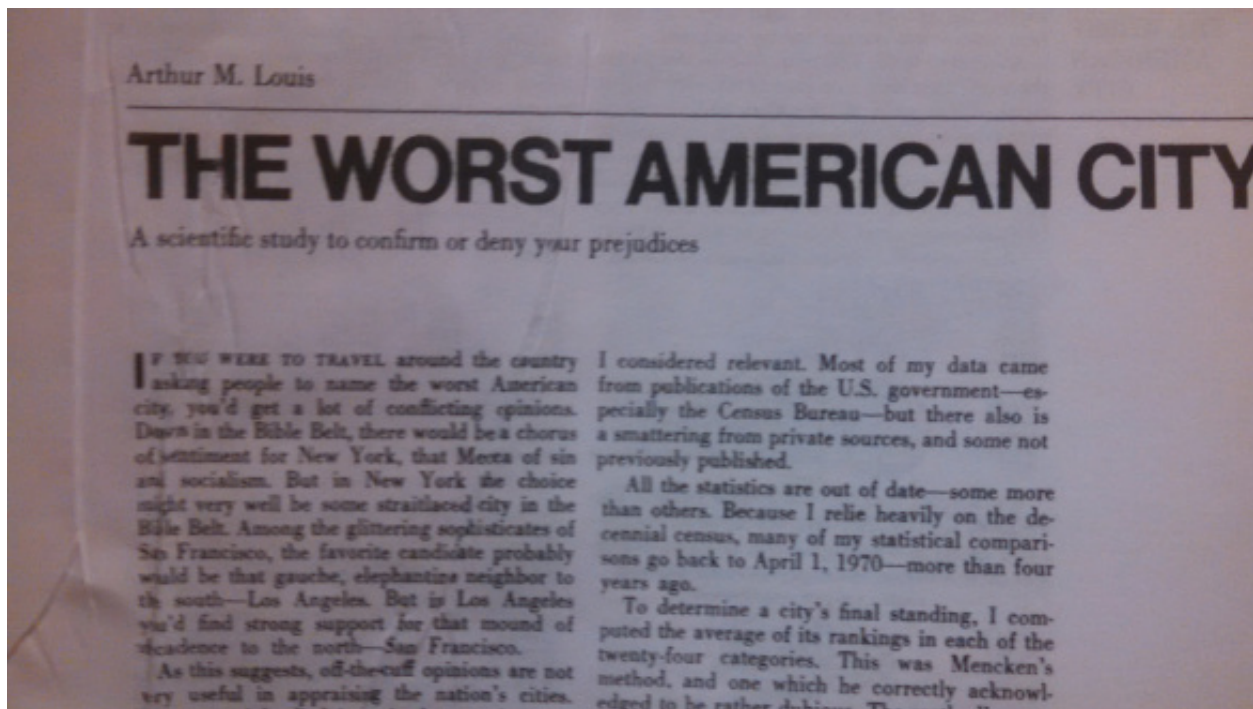 Arthur M. Louis
THE WORST AMERICAN CITY
A scientific study to confirm or deny your prejudices
IF YOU WERE TO TRAVEL around the country
asking people to name the worst American
city, you'd get a lot of conflicting opinions.
Down in the Bible Belt, there would be a chorus
of sentiment for New York, that Mecca of sin
and socialism. But in New York the choice
might very well be some straitlaced city in the
Bible Belt. Among the glittering sophisticates of
San Francisco, the favorite candidate probably
would be that gauche, elephantine neighbor to
the south—Los Angeles. But in Los Angeles
you'd find strong support for that mound of
decadence to the north—San Francisco.
As this suggests, off-the-cuff opinions are not
very useful in appraising the nation's cities.
I considered relevant. Most of my data came
from publications of the U.S. government—es-
pecially the Census Bureau—but there also is
a smattering from private sources, and some not
previously published.
All the statistics are out of date—some more
than others. Because I relie heavily on the de-
cennial census, many of my statistical compari-
sons go back to April 1, 1970—more than four
years ago.
To determine a city's final standing, I com-
puted the average of its rankings in each of the
twenty-four categories. This was Mencken's
method, and one which he correctly acknowl-
edged to be rather dubious.